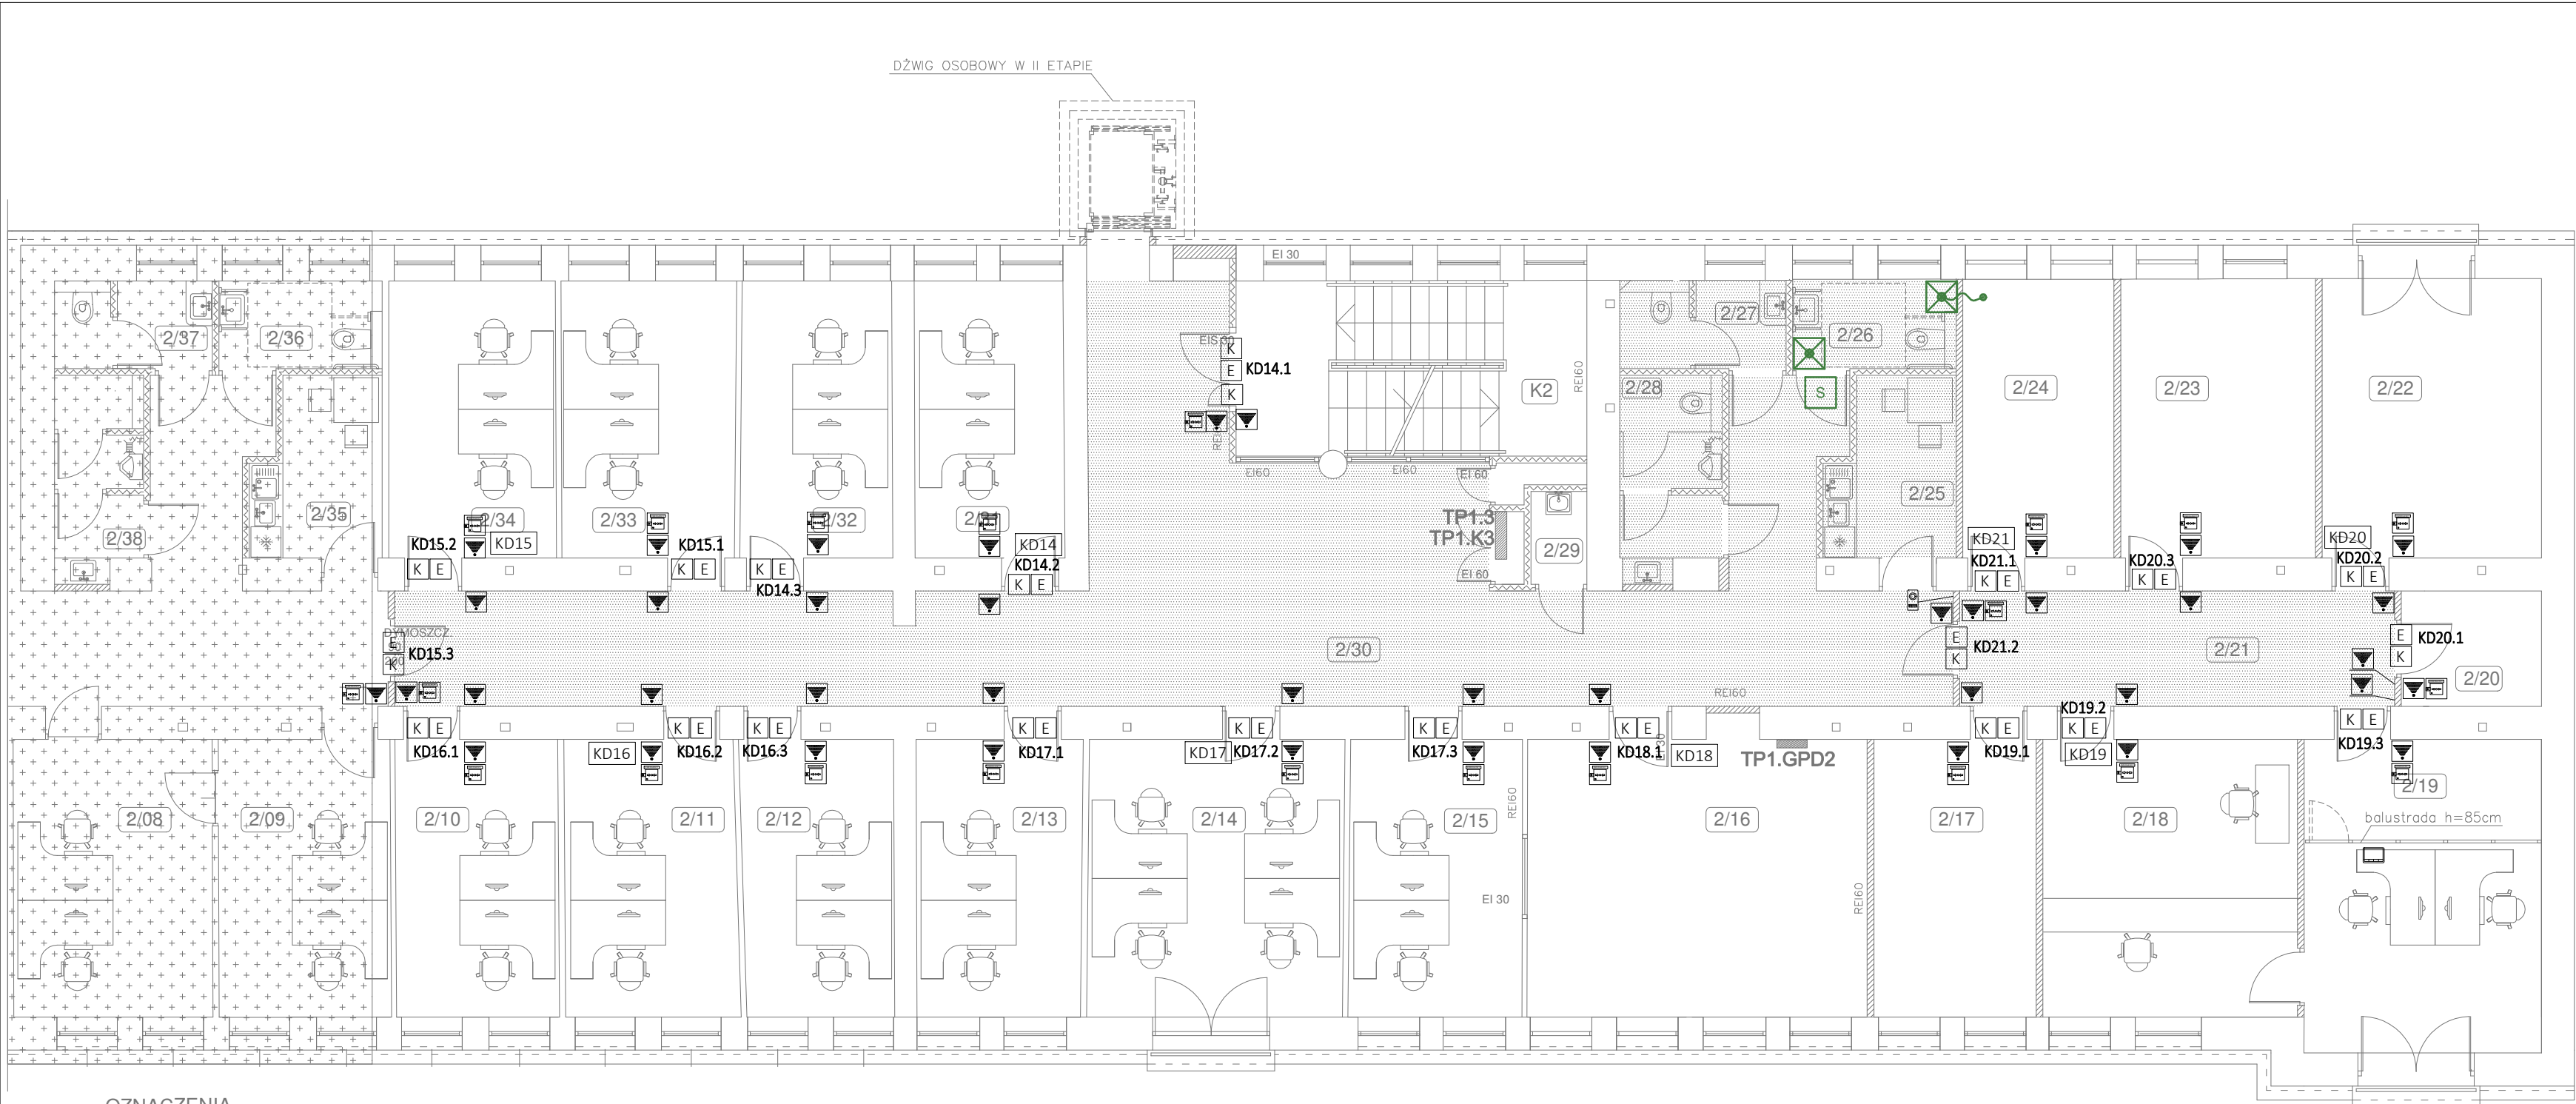 DŹWIG OSOBOWY W II ETAPIE
EI 30
2/37
2/36
2/27
2/26
K
E
KD14.1
K
K2
REI60
2/28
S
2/24
2/23
2/22
EI60
EI60
EI 60
2/25
2/35
2/38
2/34
KD15
2/33
2/32
KD14
TP1.3
TP1.K3
2/29
EI 60
KD15.2
K E
KD15.1
K E
K E
KD14.3
KD14.2
K E
KD21
KD21.1
K E
KD20.3
K E
KD20
KD20.2
K E
DYMOSZCZ.
E
K
KD15.3
2/30
E
K
KD21.2
2/21
E
K
KD20.1
2/20
REI60
K E
KD16.1
KD16
K E
KD16.2
K E
KD16.3
K E
KD17.1
KD17
K E
KD17.2
K E
KD17.3
K E
KD18.1
KD18
TP1.GPD2
K E
KD19.1
KD19.2
K E
KD19
K E
KD19.3
2/19
balustrada h=85cm
2/08
2/09
2/10
2/11
2/12
2/13
2/14
2/15
REI60
2/16
2/17
2/18
EI 30
REI60
OZNACZENIA